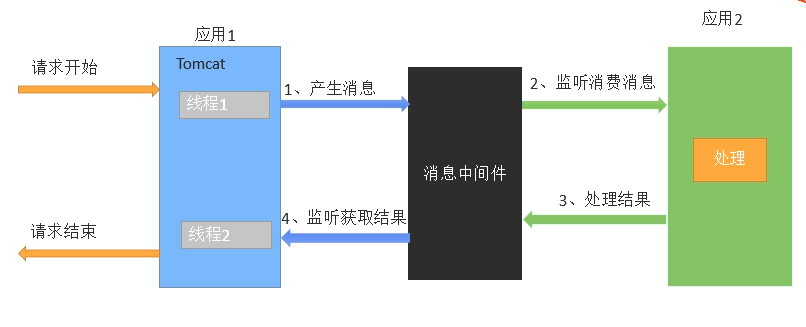 应用1
应用2
请求开始
Tomcat
线程1
1、产生消息
2、监听消费消息
处理
消息中间件
3、处理结果
4、监听获取结果
线程2
请求结束